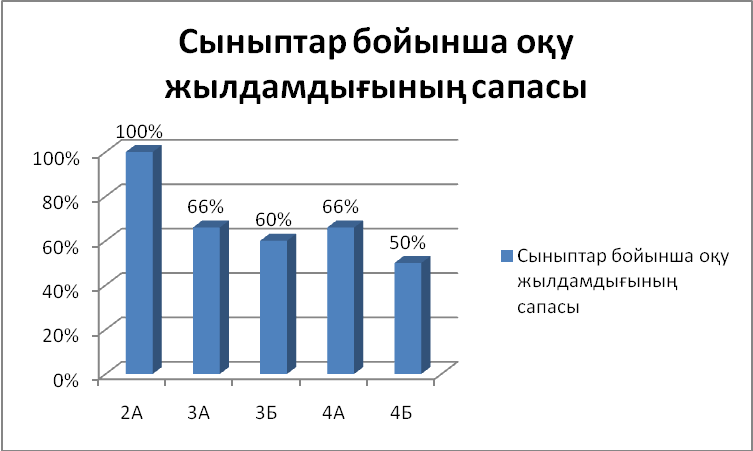 Сыныптар бойынша оқу
жылдамдығының сапасы
100%
66%
60%
66%
50%
100%
80%
60%
40%
20%
0%
2А
3А
3Б
4А
4Б
Сыныптар бойынша оқу
жылдамдығының
сапасы